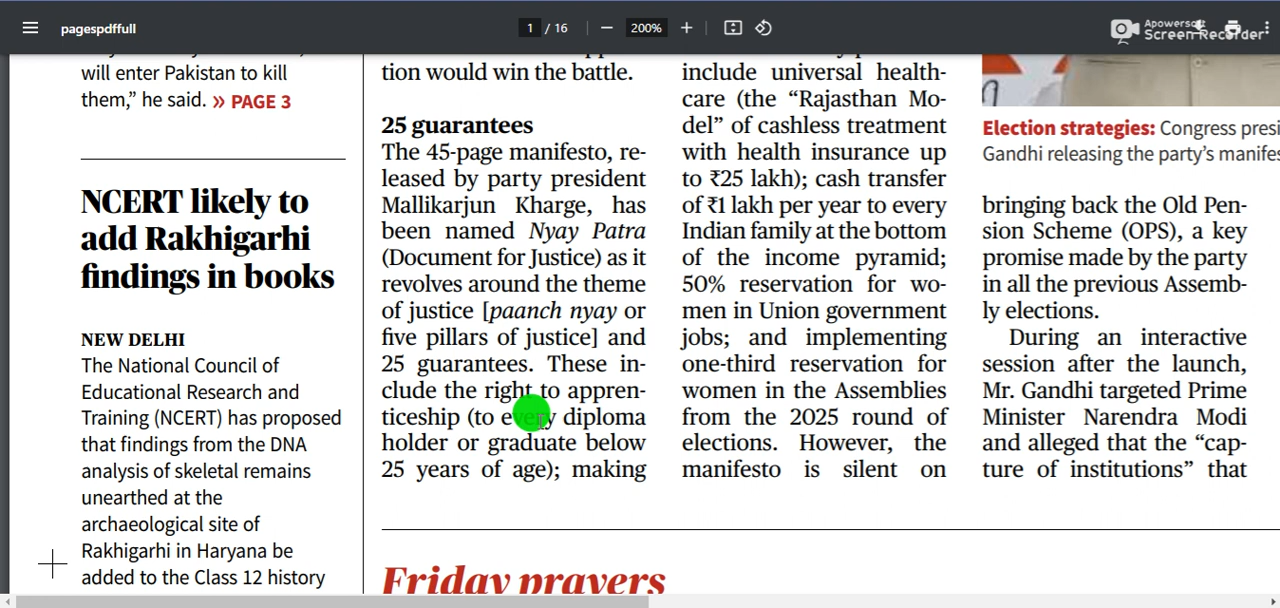 pagespdffull
1 / 16
200%
Apowersoft
Screen Recorder
will enter Pakistan to kill
them,” he said. » PAGE 3
NCERT likely to
add Rakhigarhi
findings in books
NEW DELHI
The National Council of
Educational Research and
Training (NCERT) has proposed
that findings from the DNA
analysis of skeletal remains
unearthed at the
archaeological site of
Rakhigarhi in Haryana be
added to the Class 12 history
tion would win the battle.
25 guarantees
The 45-page manifesto, re-
leased by party president
Mallikarjun Kharge, has
been named Nyay Patra
(Document for Justice) as it
revolves around the theme
of justice [paanch nyay or
five pillars of justice] and
25 guarantees. These in-
clude the right to appren-
ticeship (to every diploma
holder or graduate below
25 years of age); making
include universal health-
care (the “Rajasthan Mo-
del” of cashless treatment
with health insurance up
to ₹25 lakh); cash transfer
of ₹1 lakh per year to every
Indian family at the bottom
of the income pyramid;
50% reservation for wo-
men in Union government
jobs; and implementing
one-third reservation for
women in the Assemblies
from the 2025 round of
elections. However, the
manifesto is silent on
Election strategies: Congress presi
Gandhi releasing the party’s manifes
bringing back the Old Pen-
sion Scheme (OPS), a key
promise made by the party
in all the previous Assemb-
ly elections.
During an interactive
session after the launch,
Mr. Gandhi targeted Prime
Minister Narendra Modi
and alleged that the “cap-
ture of institutions” that
Friday prayers